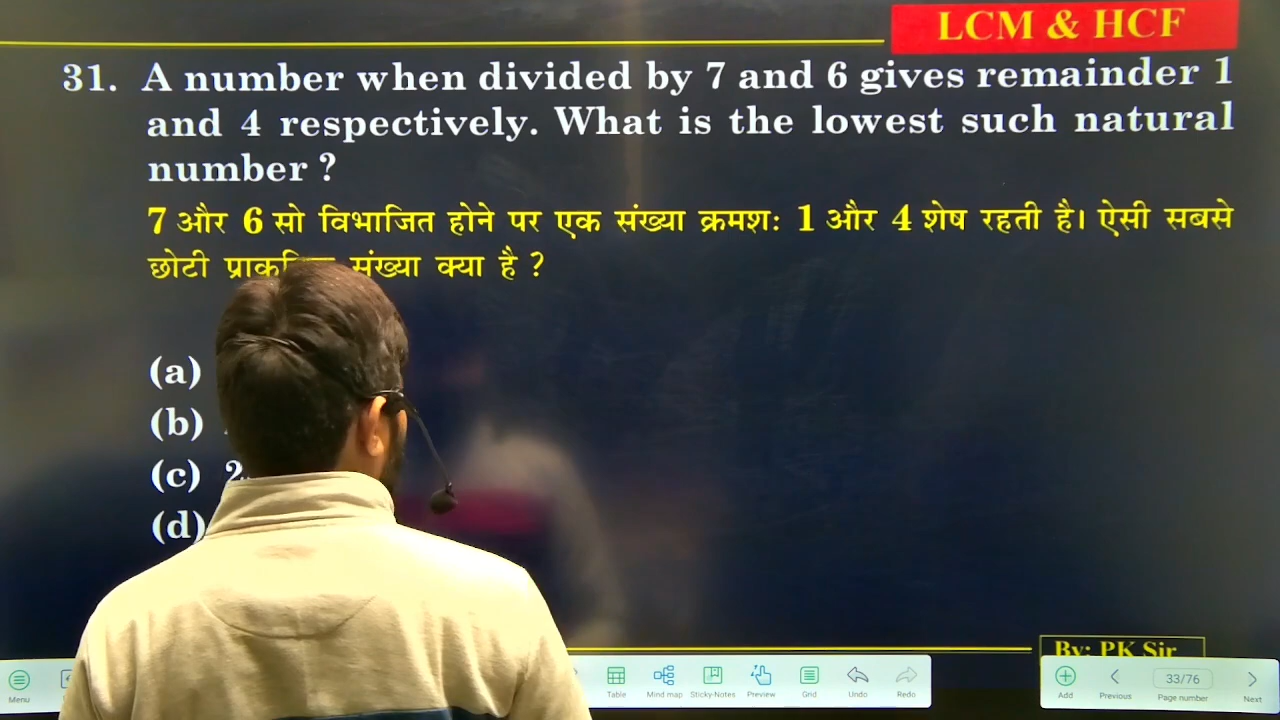 LCM & HCF
31. A number when divided by 7 and 6 gives remainder 1
and 4 respectively. What is the lowest such natural
number ?
7 और 6 सो विभाजित होने पर एक संख्या क्रमशः 1 और 4 शेष रहती है। ऐसी सबसे
छोटी संख्या क्या है ?
(a)
(b)
(c) 2
(d)
By: PK Sir
Menu Table Mind map Sticky-Notes Preview Grid Undo Redo Add Previous 33/76 Page number Next